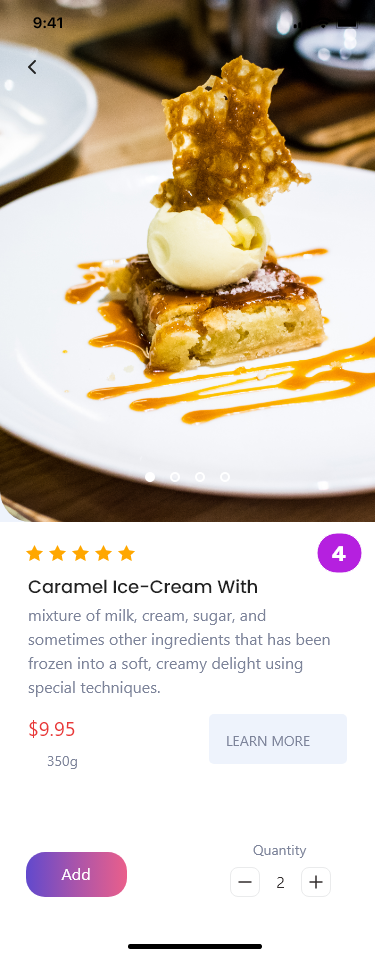 9:41
4
Caramel Ice-Cream With
mixture of milk, cream, sugar, and
sometimes other ingredients that has been
frozen into a soft, creamy delight using
special techniques.
$9.95
LEARN MORE
350g
Quantity
Add
2